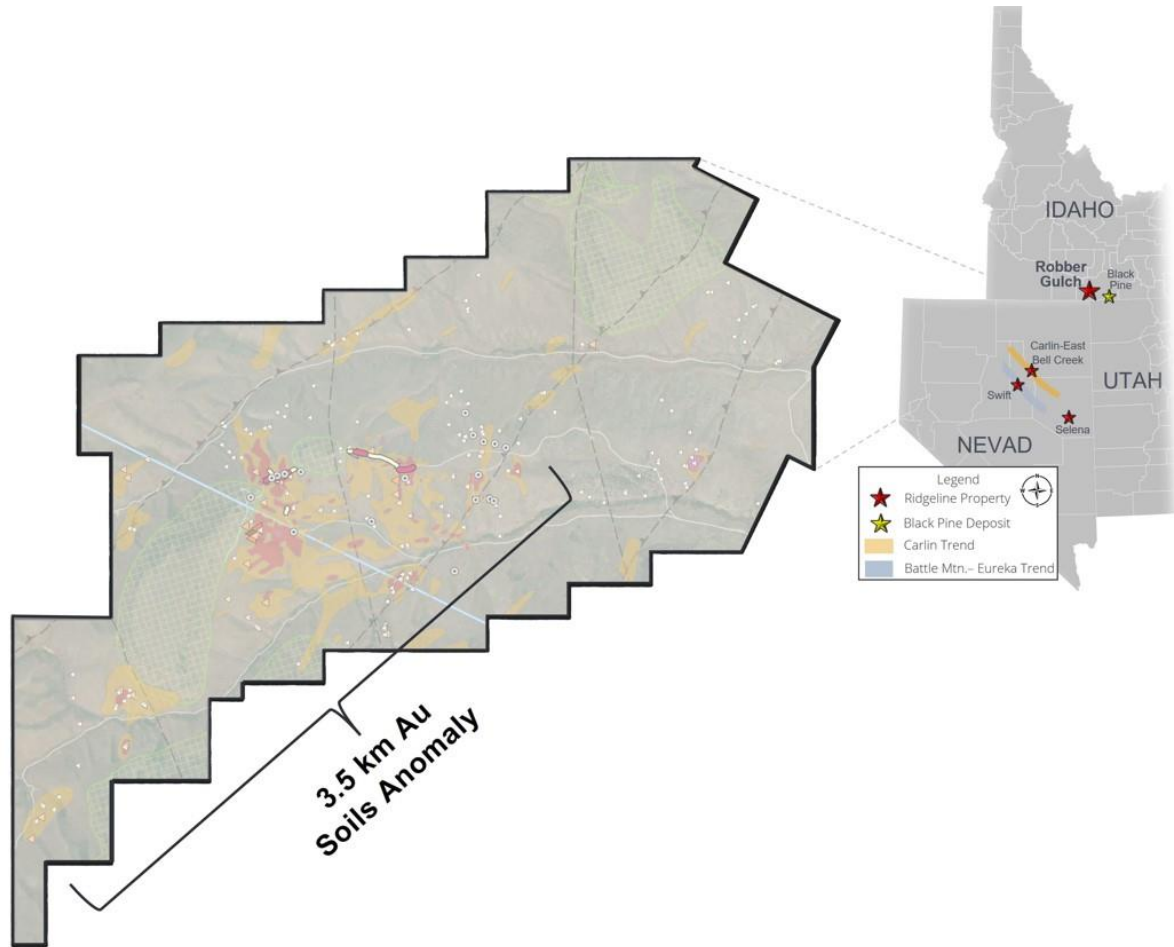 IDAHO
Robber
Gulch
Black
Pine
Carlin-East
Bell Creek
Swift
UTAH
Selena
NEVAD
Legend
Ridgeline Property
Black Pine Deposit
Carlin Trend
Battle Mtn.– Eureka Trend
3.5 km Au
Soils Anomaly